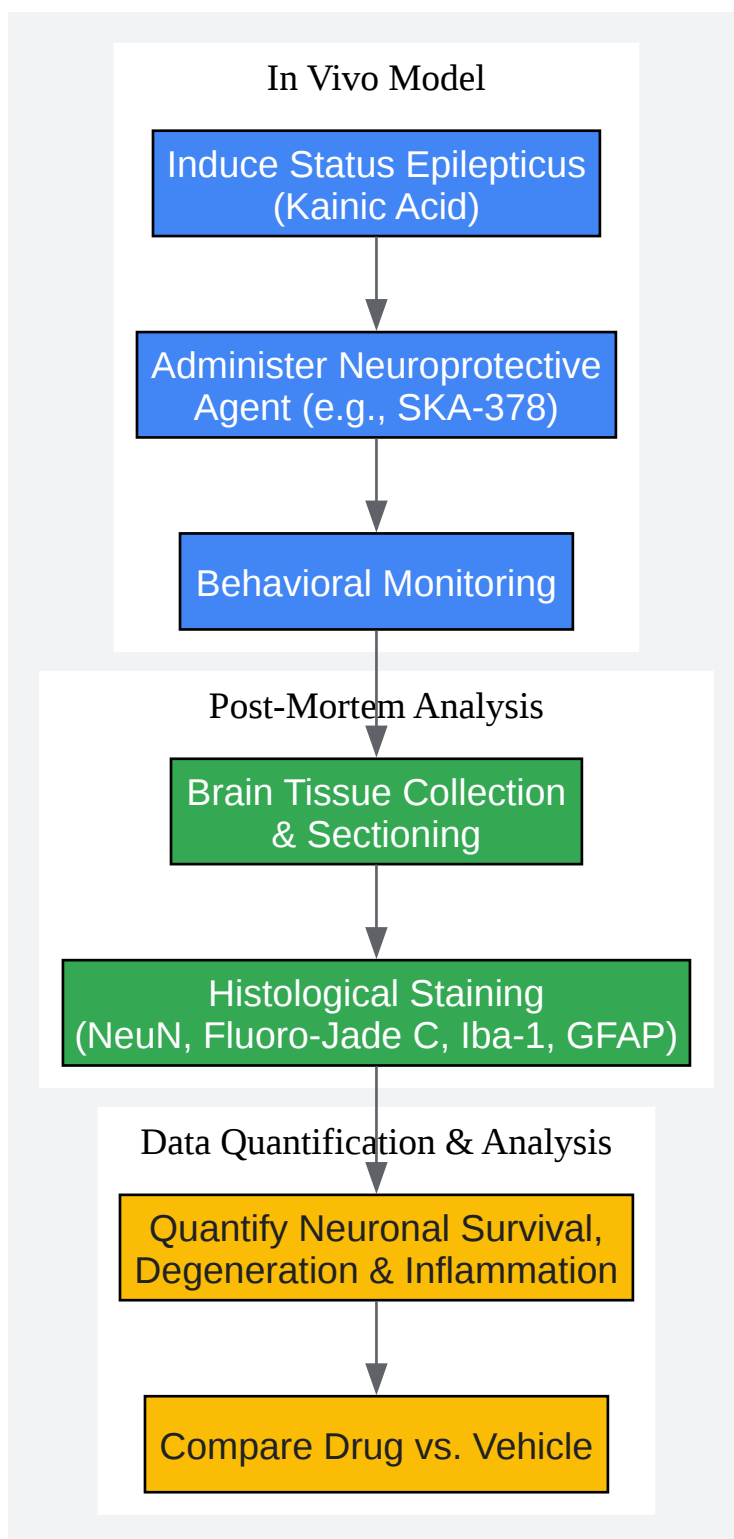 In Vivo Model
Induce Status Epilepticus
(Kainic Acid)
Administer Neuroprotective
Agent (e.g., SKA-378)
Behavioral Monitoring
Post-Mortem Analysis
Brain Tissue Collection
& Sectioning
Histological Staining
(NeuN, Fluoro-Jade C, Iba-1, GFAP)
Data Quantification & Analysis
Quantify Neuronal Survival,
Degeneration & Inflammation
Compare Drug vs. Vehicle